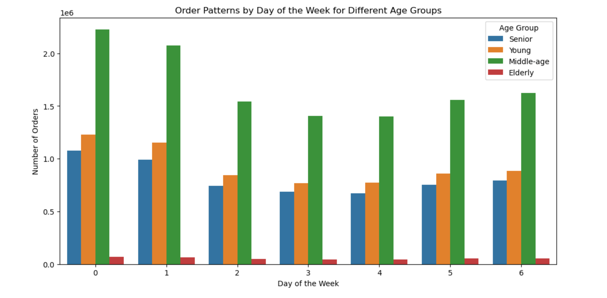 Order Patterns by Day of the Week for Different Age Groups
1e6
Age Group
Senior
Young
Middle-age
Elderly
Number of Orders
2.0
1.5
1.0
0.5
0.0
0 1 2 3 4 5 6
Day of the Week